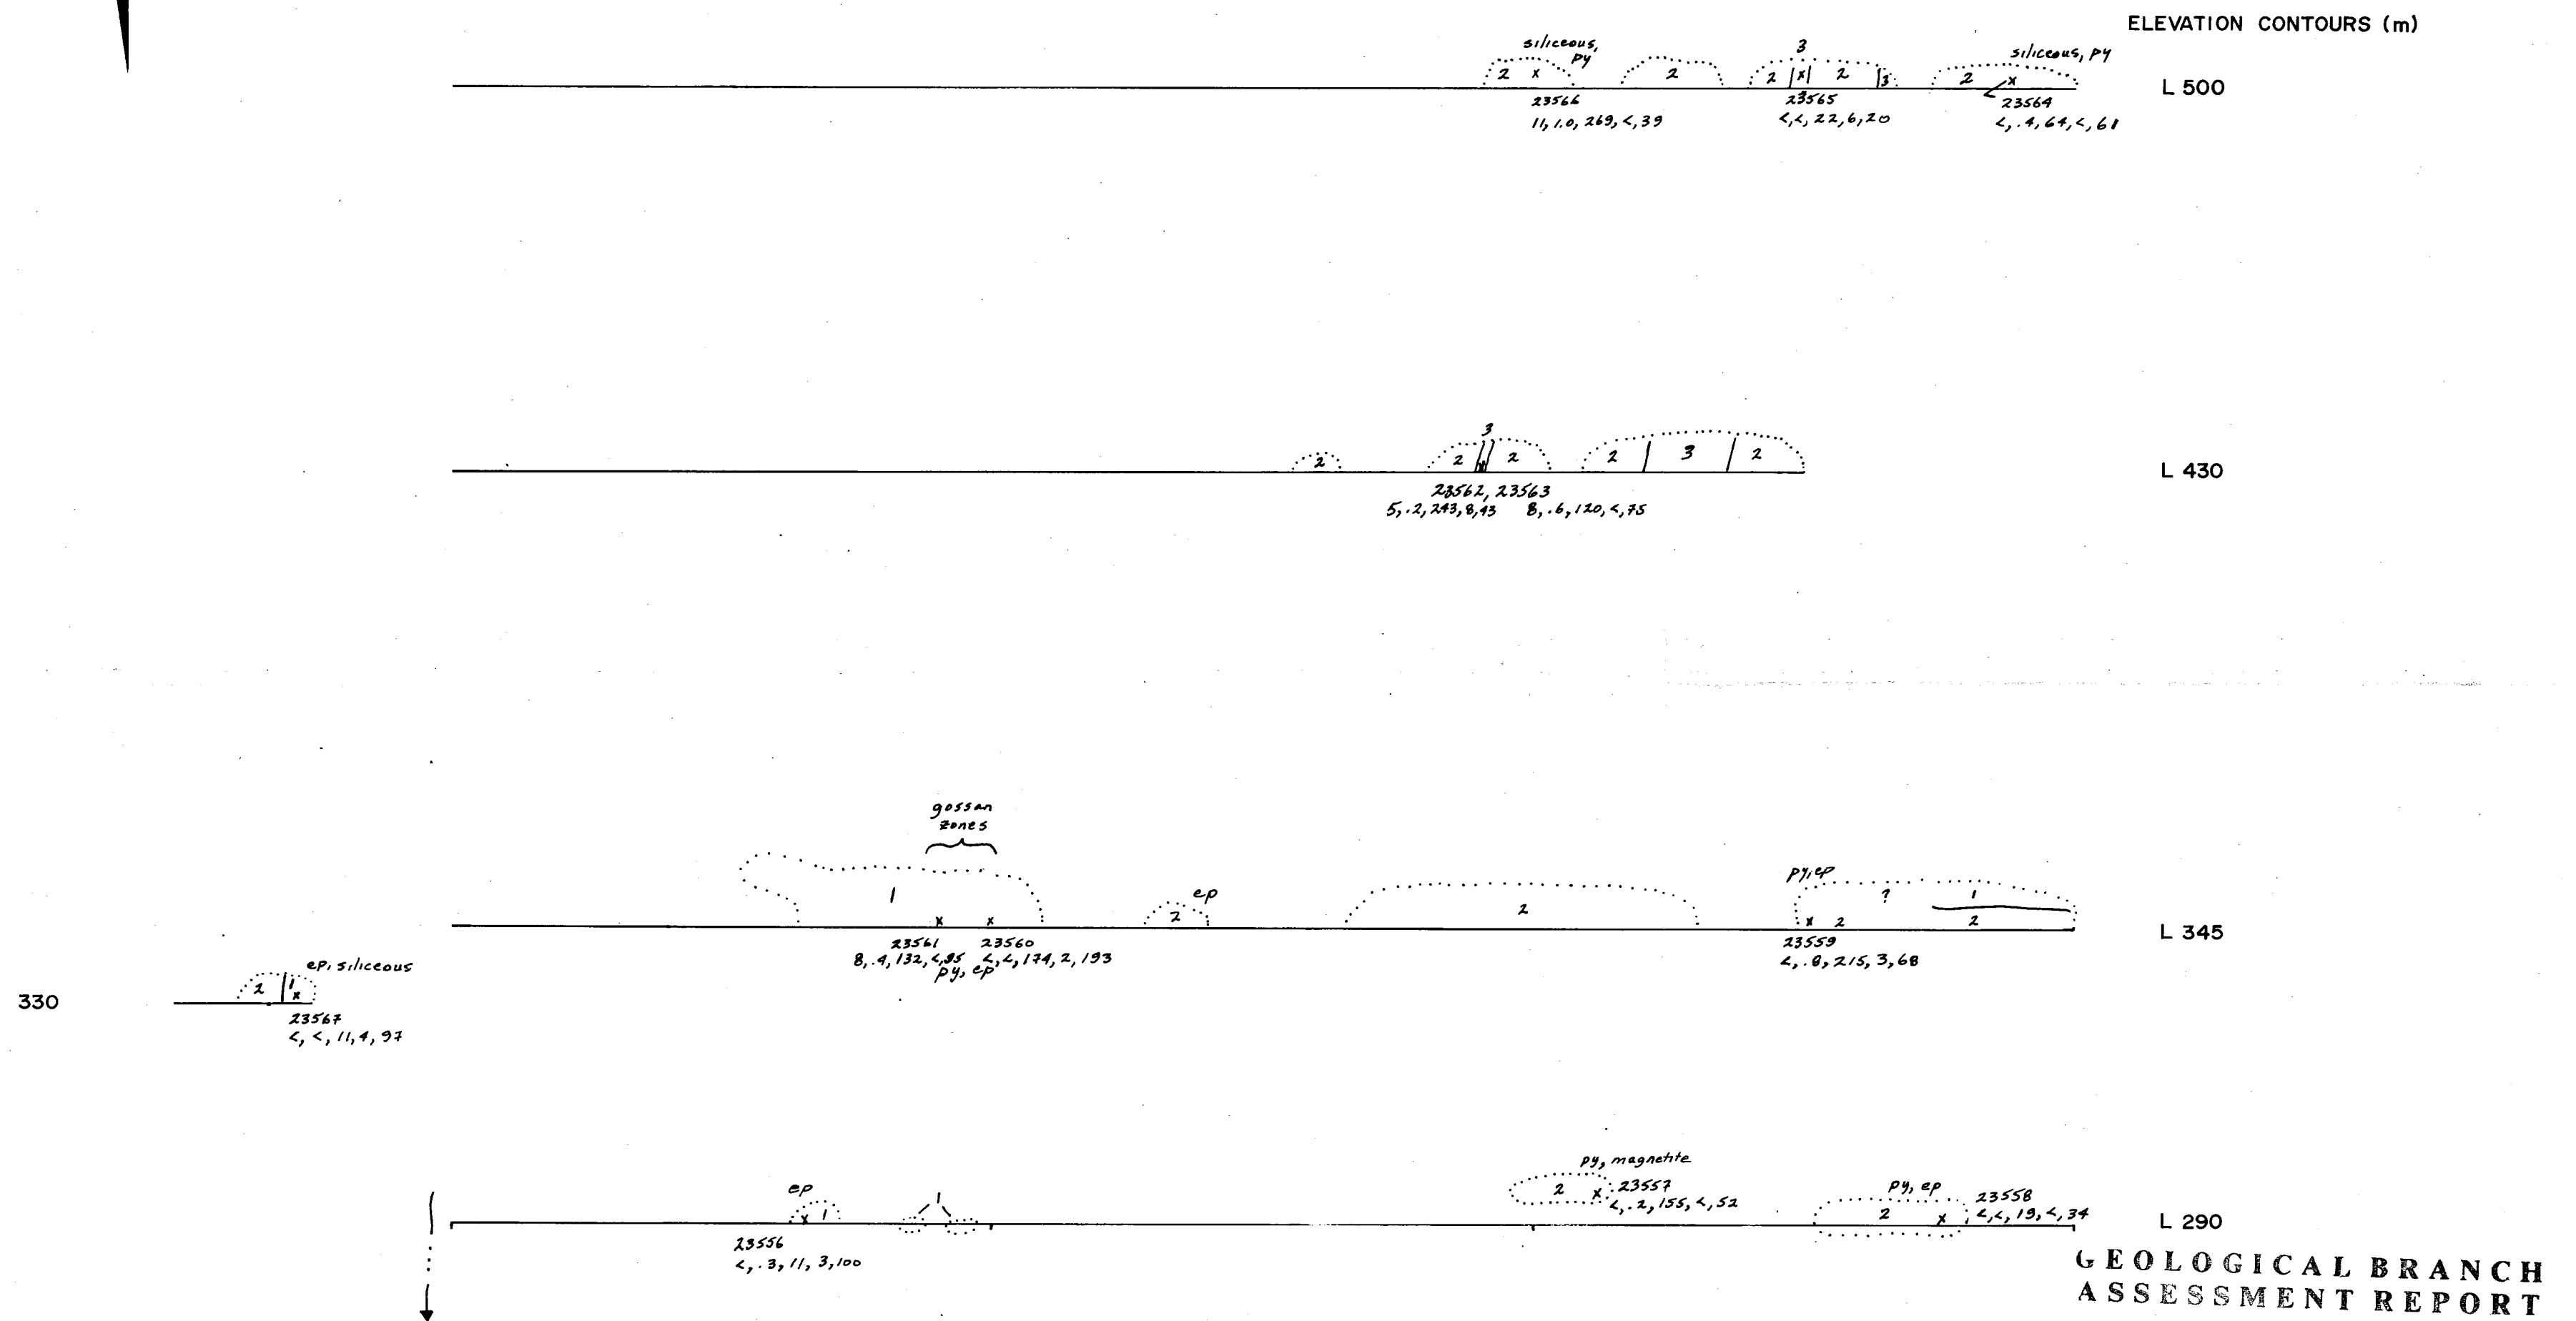 ELEVATION CONTOURS (m)
siliceous,
py
3
siliceous, py
2 x
2
2 |x| 2 |3
2 x
L 500
23566
23565
23564
11, 1.0, 269, <, 39
<, <, 22, 6, 20
<, .4, 64, <, 61
3
2
2
2
2
3
2
L 430
23562, 23563
5, .2, 243, 8, 43
8, .6, 120, <, 75
gossan
zones
py, ep
ep
1
?
1
x x
2
2
x 2
2
L 345
23561
23560
23559
8, .4, 132, <, 95
<, <, 174, 2, 193
<, .8, 215, 3, 68
py, ep
ep, siliceous
2
1
x
330
23567
<, <, 11, 4, 97
py, magnetite
ep
1
2 x
23557
<, .2, 155, <, 52
py, ep
23558
x 1
2 x
<, <, 19, <, 34
L 290
23556
<, .3, 11, 3, 100
GEOLOGICAL BRANCH
ASSESSMENT REPORT